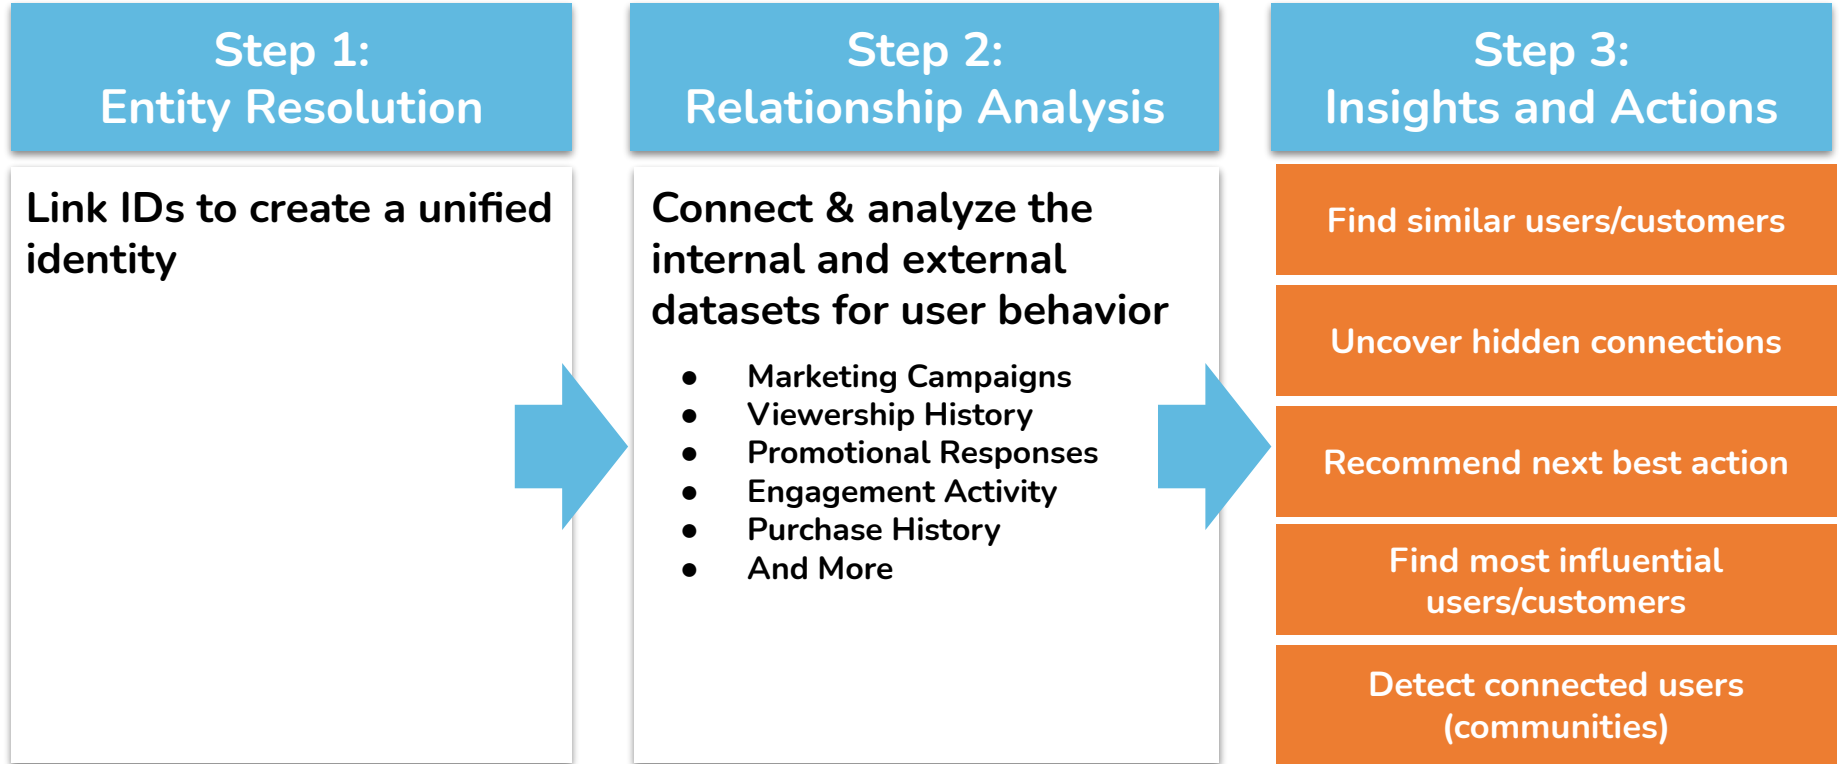 Step 1:
Entity Resolution
Link IDs to create a unified
identity
Step 2:
Relationship Analysis
Connect & analyze the
internal and external
datasets for user behavior
● Marketing Campaigns
● Viewership History
● Promotional Responses
● Engagement Activity
● Purchase History
● And More
Step 3:
Insights and Actions
Find similar users/customers
Uncover hidden connections
Recommend next best action
Find most influential
users/customers
Detect connected users
(communities)